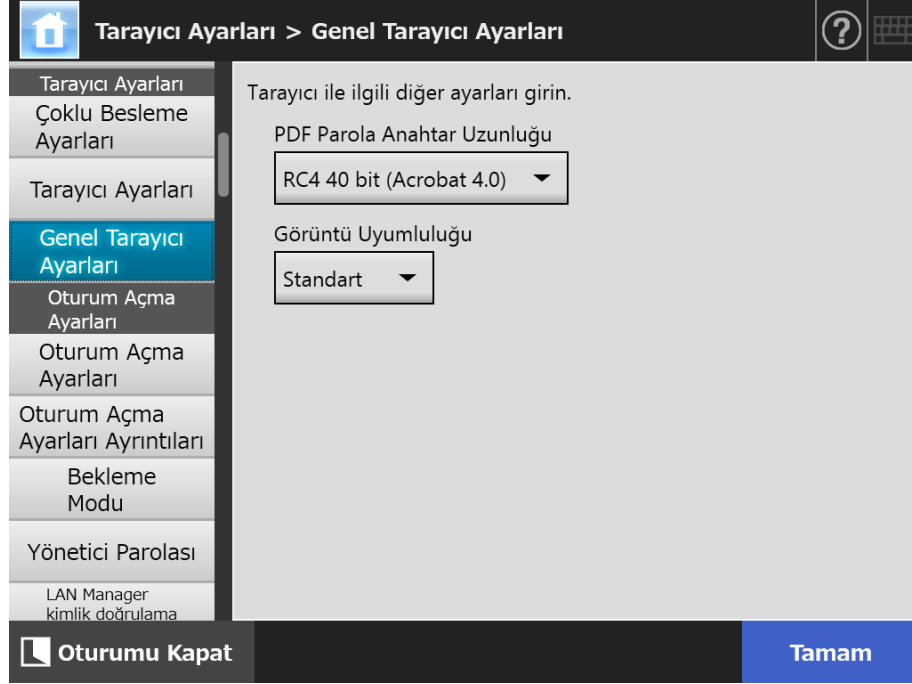 Tarayıcı Ayarları > Genel Tarayıcı Ayarları
?
Tarayıcı Ayarları
Çoklu Besleme
Ayarları
Tarayıcı Ayarları
Genel Tarayıcı
Ayarları
Oturum Açma
Ayarları
Oturum Açma
Ayarları
Oturum Açma
Ayarları Ayrıntıları
Bekleme
Modu
Yönetici Parolası
LAN Manager
kimlik doğrulama
Tarayıcı ile ilgili diğer ayarları girin.
PDF Parola Anahtar Uzunluğu
RC4 40 bit (Acrobat 4.0)
Görüntü Uyumluluğu
Standart
Oturumu Kapat
Tamam